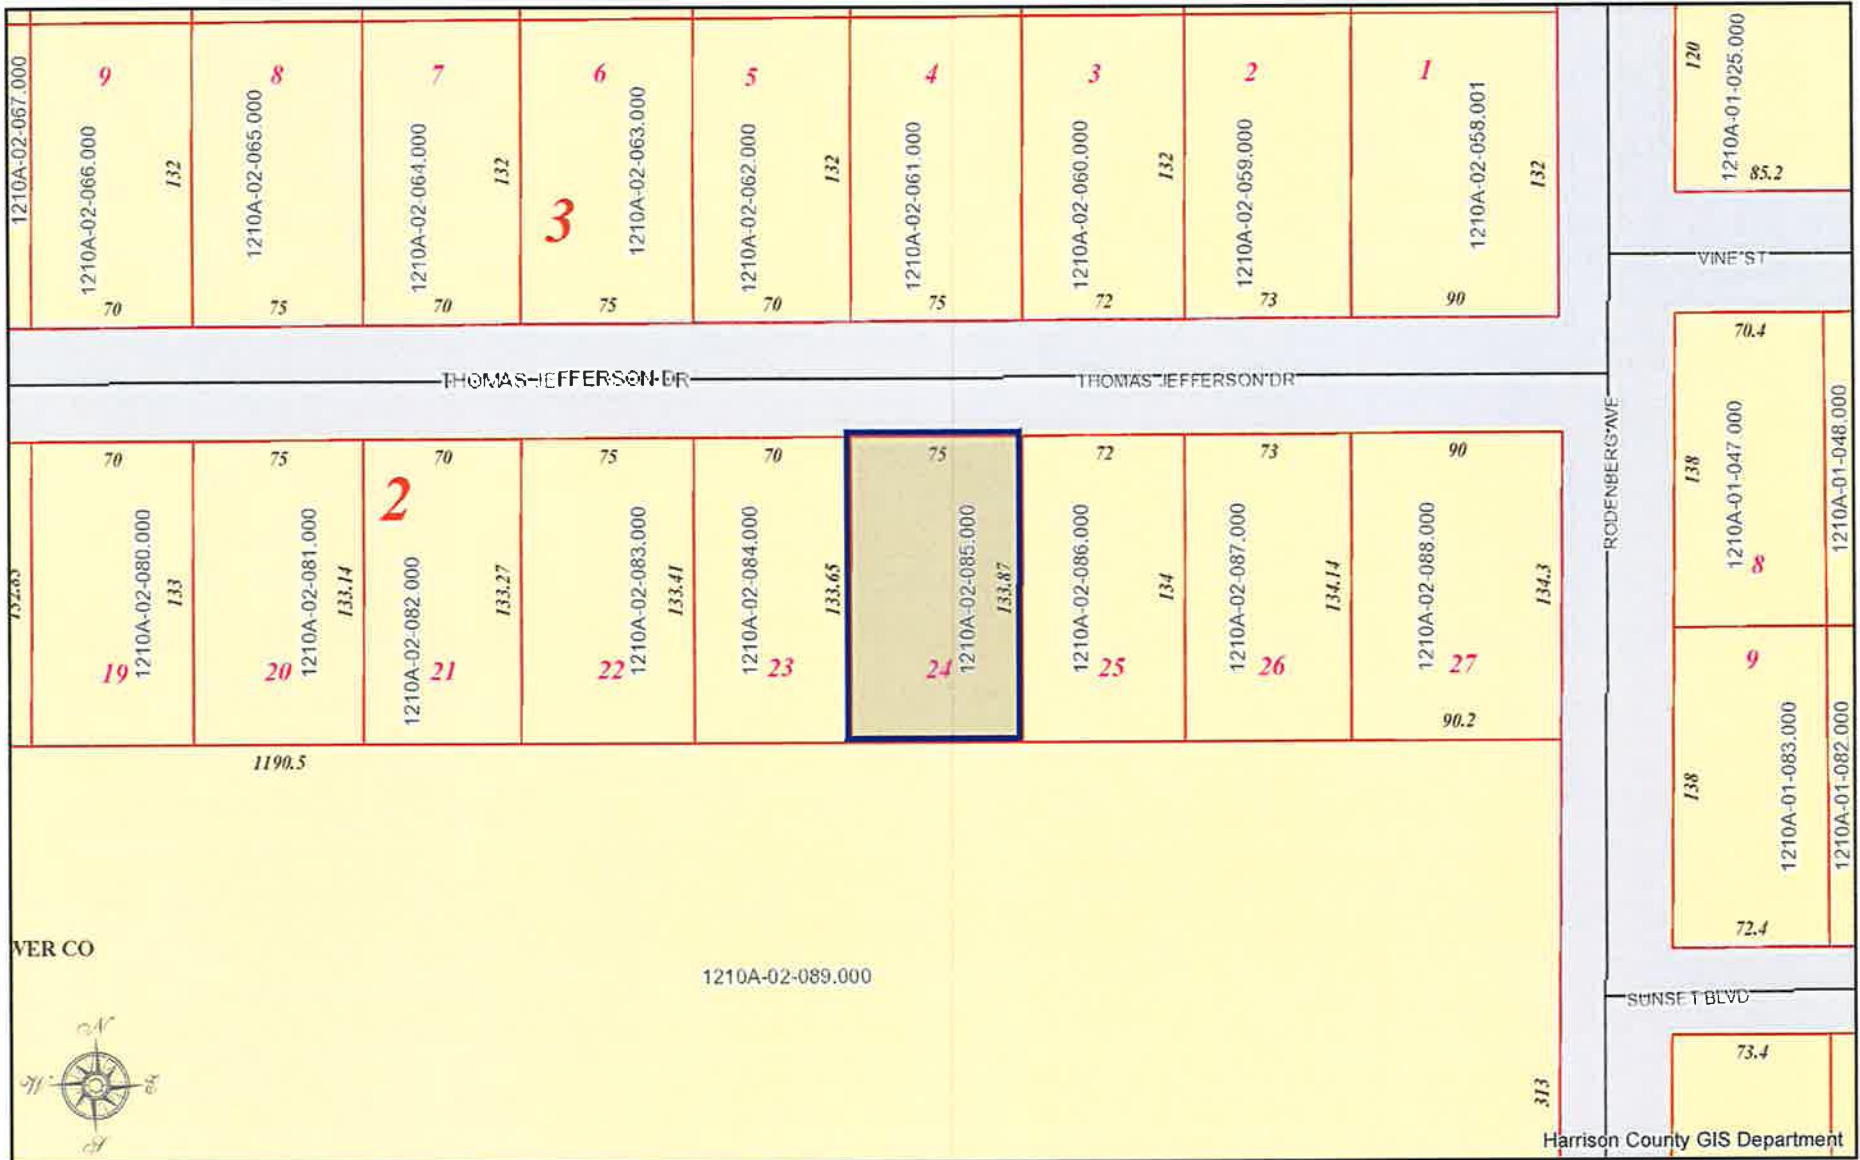 9
8
7
6
5
4
3
2
1
1210A-02-067.000
1210A-02-066.000
132
1210A-02-065.000
1210A-02-064.000
132
3
1210A-02-063.000
1210A-02-062.000
132
1210A-02-061.000
1210A-02-060.000
132
1210A-02-059.000
1210A-02-058.001
132
70
75
70
75
70
75
72
73
90
120
1210A-01-025.000
85.2
VINE ST
THOMAS JEFFERSON DR
THOMAS JEFFERSON DR
RODENBERG AVE
70
75
70
75
70
75
72
73
90
2
1210A-02-080.000
133
1210A-02-081.000
133.14
1210A-02-082.000
133.27
1210A-02-083.000
133.41
1210A-02-084.000
133.65
1210A-02-085.000
133.87
1210A-02-086.000
134
1210A-02-087.000
134.14
1210A-02-088.000
134.3
19
20
21
22
23
24
25
26
27
90.2
1190.5
70.4
138
1210A-01-047.000
8
1210A-01-048.000
9
138
1210A-01-083.000
1210A-01-082.000
72.4
SUNSET BLVD
73.4
VER CO
1210A-02-089.000
N
W
E
S
313
Harrison County GIS Department